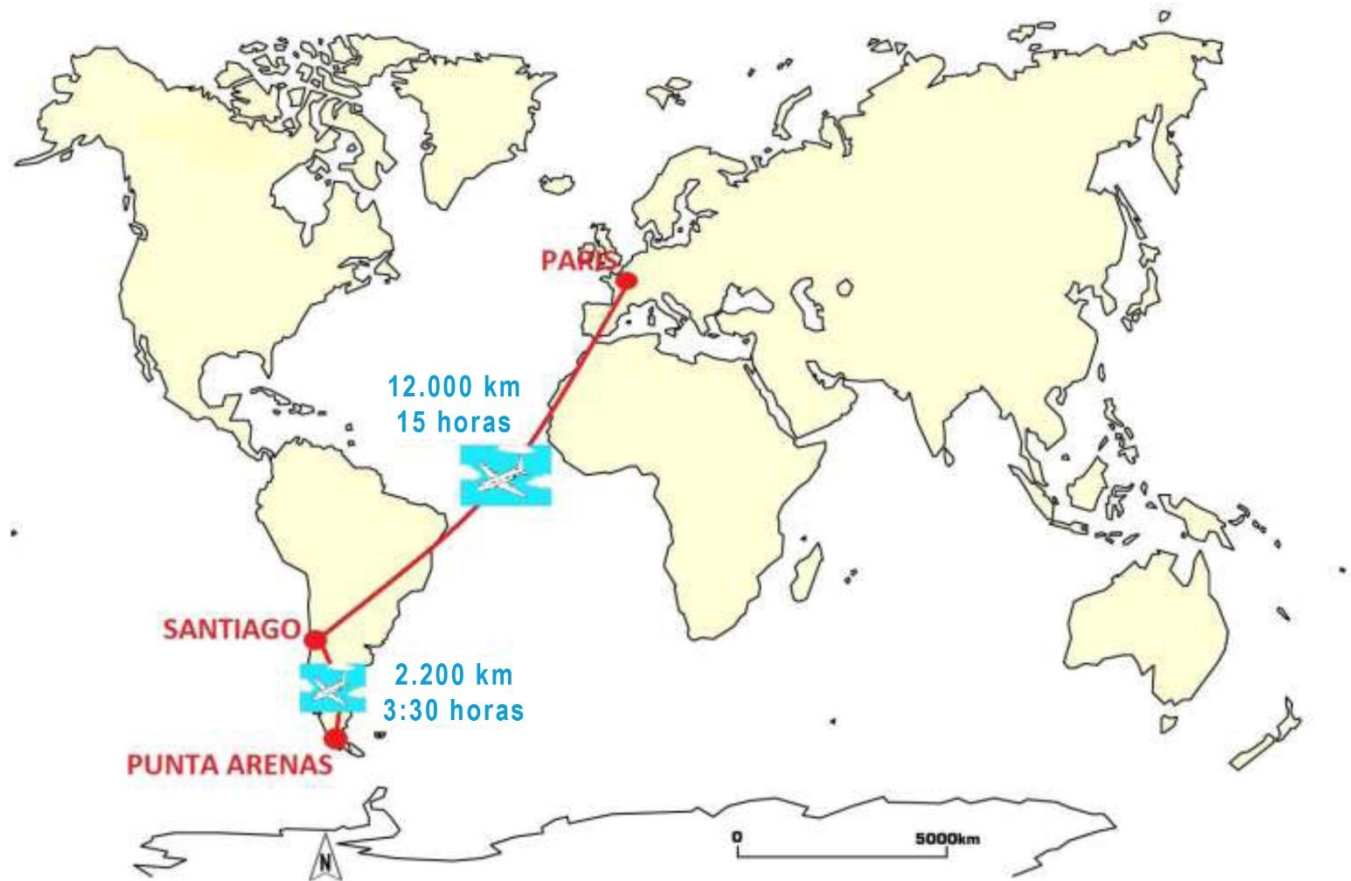 PARIS
12.000 km
15 horas
SANTIAGO
2.200 km
3:30 horas
PUNTA ARENAS
0 5000km
N